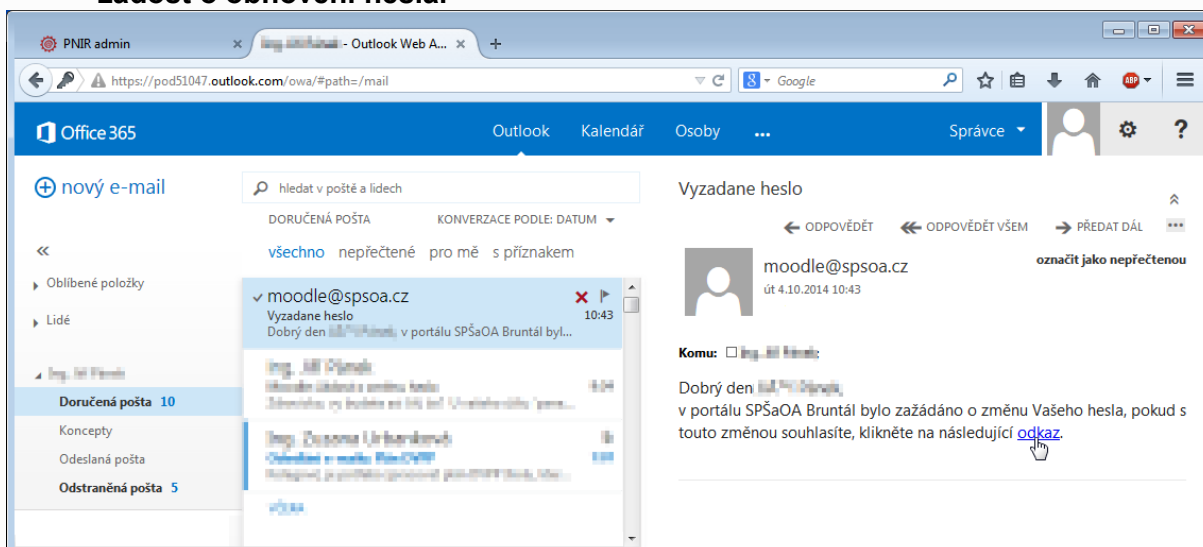 žádost o obnovení hesla:
PNIR admin
- Outlook Web A...
https://pod51047.outlook.com/owa/#path=/mail
Google
ABP
Office 365
Outlook Kalendář Osoby ... Správce ?
nový e-mail
hledat v poště a lidech
DORUČENÁ POŠTA KONVERZACE PODLE: DATUM
všechno nepřečtené pro mě s příznakem
Oblíbené položky
Lidé
Doručená pošta 10
Koncepty
Odeslaná pošta
Odstraněná pošta 5
moodle@spsoa.cz
Vyzadane heslo 10:43
Dobrý den v portálu SPŠaOA Bruntál byl...
Vyzadane heslo
ODPOVĚDĚT ODPOVĚDĚT VŠEM PŘEDAT DÁL ...
označit jako nepřečtenou
moodle@spsoa.cz
út 4.10.2014 10:43
Komu:
Dobrý den
v portálu SPŠaOA Bruntál bylo zažádáno o změnu Vašeho hesla, pokud s
touto změnou souhlasíte, klikněte na následující odkaz.